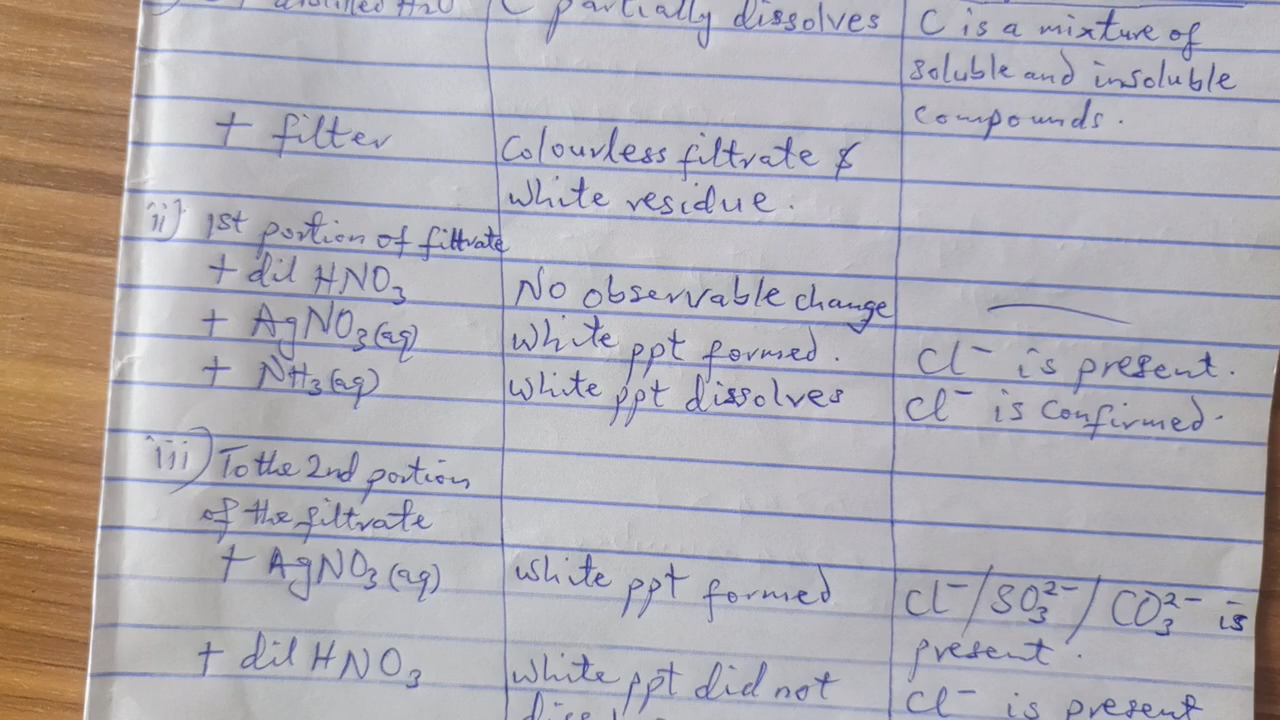 distilled H2O | C partially dissolves | C is a mixture of
soluble and insoluble
compounds.
+ filter | Colourless filtrate &
white residue.
ii) 1st portion of filtrate
+ dil HNO3 | No observable change | —
+ AgNO3(aq) | White ppt formed. | Cl⁻ is present.
+ NH3(aq) | White ppt dissolves | Cl⁻ is confirmed.
iii) To the 2nd portion
of the filtrate
+ AgNO3(aq) | White ppt formed | Cl⁻/SO3²⁻/CO3²⁻ is
present.
+ dil HNO3 | White ppt did not | Cl⁻ is present